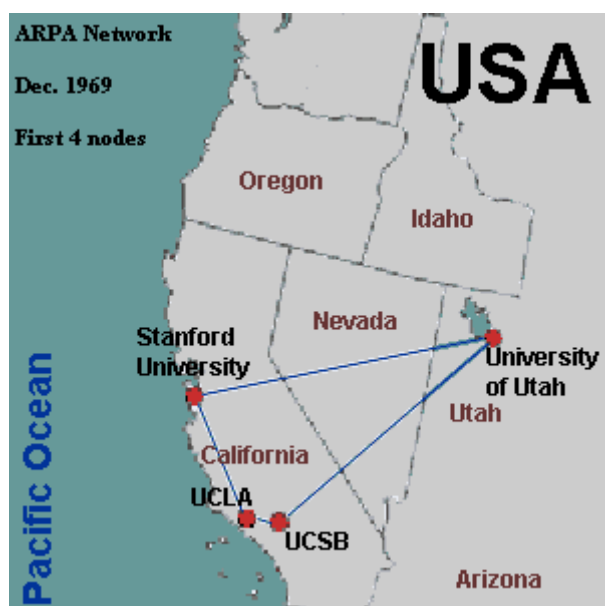 ARPA Network
Dec. 1969
First 4 nodes
USA
Oregon
Idaho
Nevada
Stanford
University
University
of Utah
Utah
California
UCLA
UCSB
Arizona
Pacific Ocean